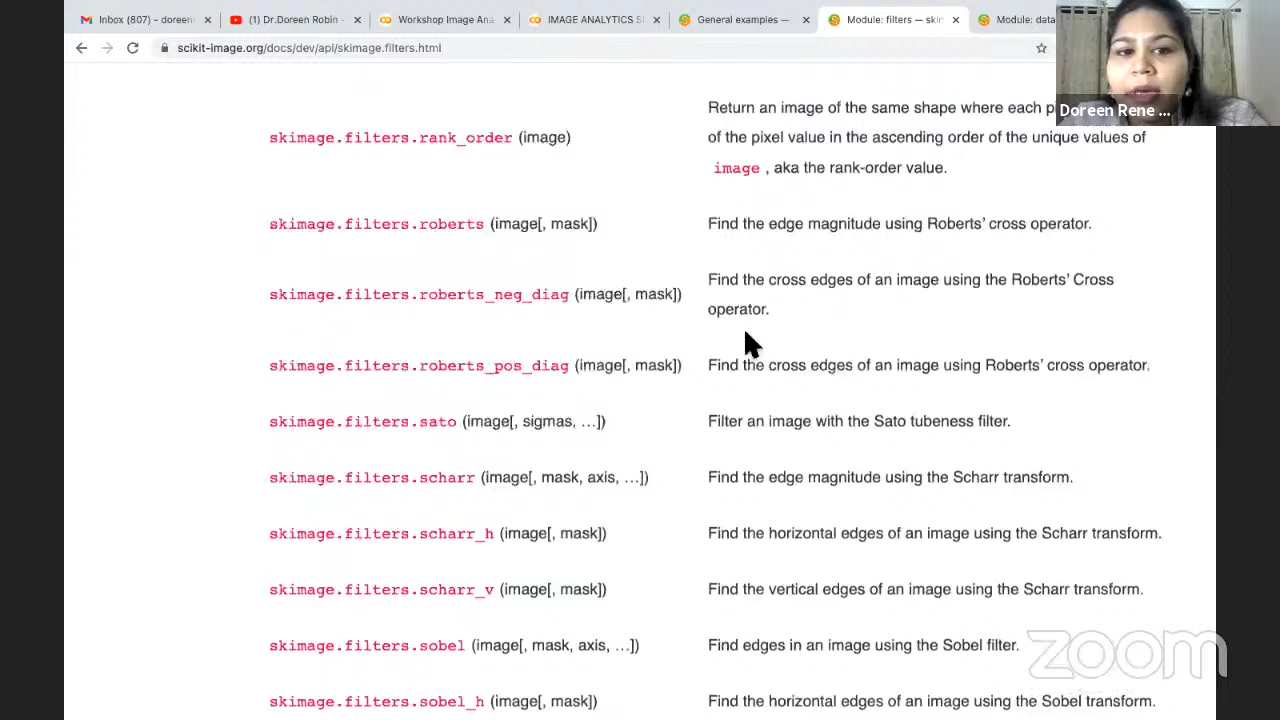 Inbox (807) - doreen
(1) Dr.Doreen Robin -
Workshop Image Ana
IMAGE ANALYTICS S
General examples —
Module: filters — skim
Module: data
scikit-image.org/docs/dev/api/skimage.filters.html
Doreen Rene ...
Return an image of the same shape where each
skimage.filters.rank_order (image)
of the pixel value in the ascending order of the unique values of
image , aka the rank-order value.
skimage.filters.roberts (image[, mask])
Find the edge magnitude using Roberts’ cross operator.
skimage.filters.roberts_neg_diag (image[, mask])
Find the cross edges of an image using the Roberts’ Cross
operator.
skimage.filters.roberts_pos_diag (image[, mask])
Find the cross edges of an image using Roberts’ cross operator.
skimage.filters.sato (image[, sigmas, …])
Filter an image with the Sato tubeness filter.
skimage.filters.scharr (image[, mask, axis, …])
Find the edge magnitude using the Scharr transform.
skimage.filters.scharr_h (image[, mask])
Find the horizontal edges of an image using the Scharr transform.
skimage.filters.scharr_v (image[, mask])
Find the vertical edges of an image using the Scharr transform.
skimage.filters.sobel (image[, mask, axis, …])
Find edges in an image using the Sobel filter.
skimage.filters.sobel_h (image[, mask])
Find the horizontal edges of an image using the Sobel transform.
zoom